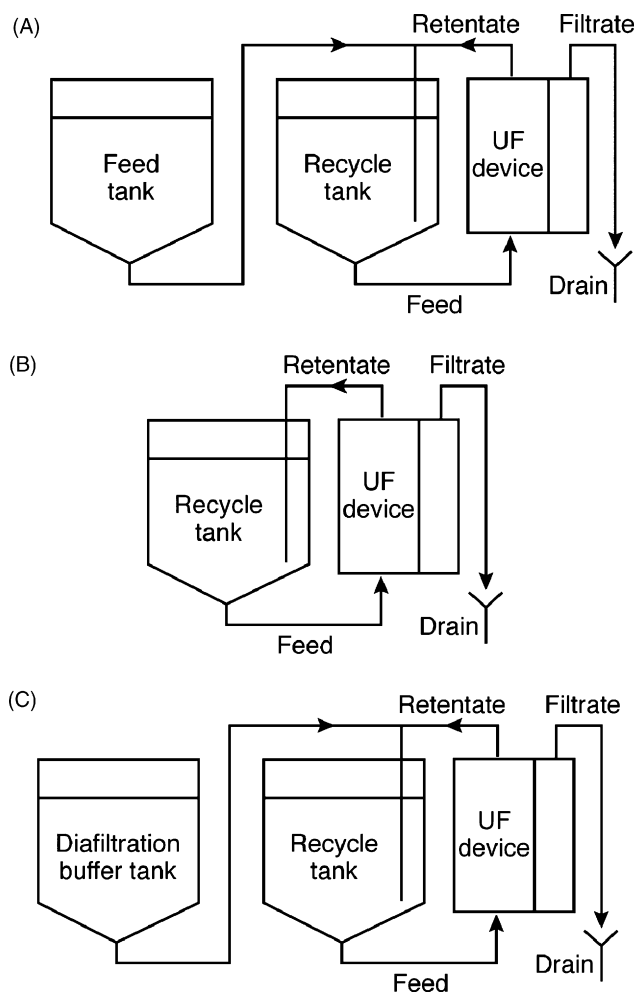 (A)
Retentate
Filtrate
Feed
tank
Recycle
tank
UF
device
Feed
Drain
(B)
Retentate
Filtrate
Recycle
tank
UF
device
Feed
Drain
(C)
Retentate
Filtrate
Diafiltration
buffer tank
Recycle
tank
UF
device
Feed
Drain